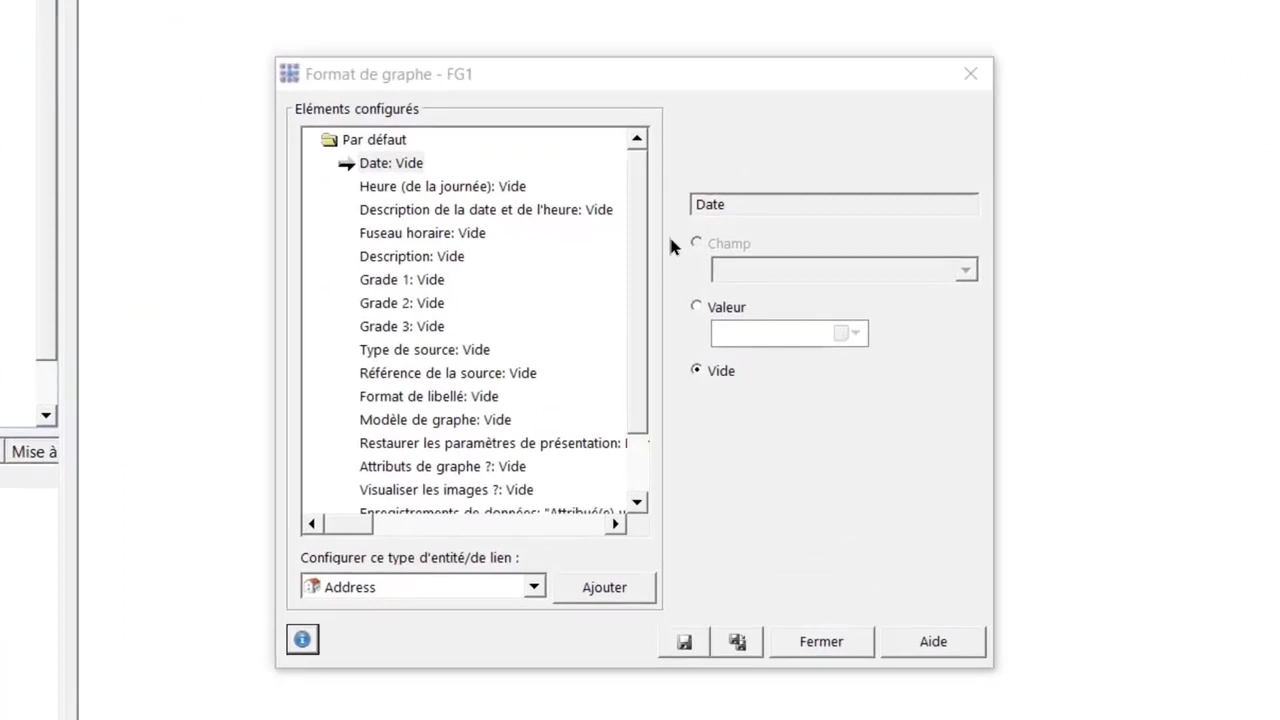 Format de graphe - FG1
Eléments configurés
Par défaut
Date: Vide
Heure (de la journée): Vide
Description de la date et de l'heure: Vide
Fuseau horaire: Vide
Description: Vide
Grade 1: Vide
Grade 2: Vide
Grade 3: Vide
Type de source: Vide
Référence de la source: Vide
Format de libellé: Vide
Modèle de graphe: Vide
Restaurer les paramètres de présentation:
Attributs de graphe ?: Vide
Visualiser les images ?: Vide
Enregistrements de données: "Attribué(e) u
Configurer ce type d'entité/de lien :
Address
Ajouter
Date
Champ
Valeur
Vide
Fermer
Aide
Mise à